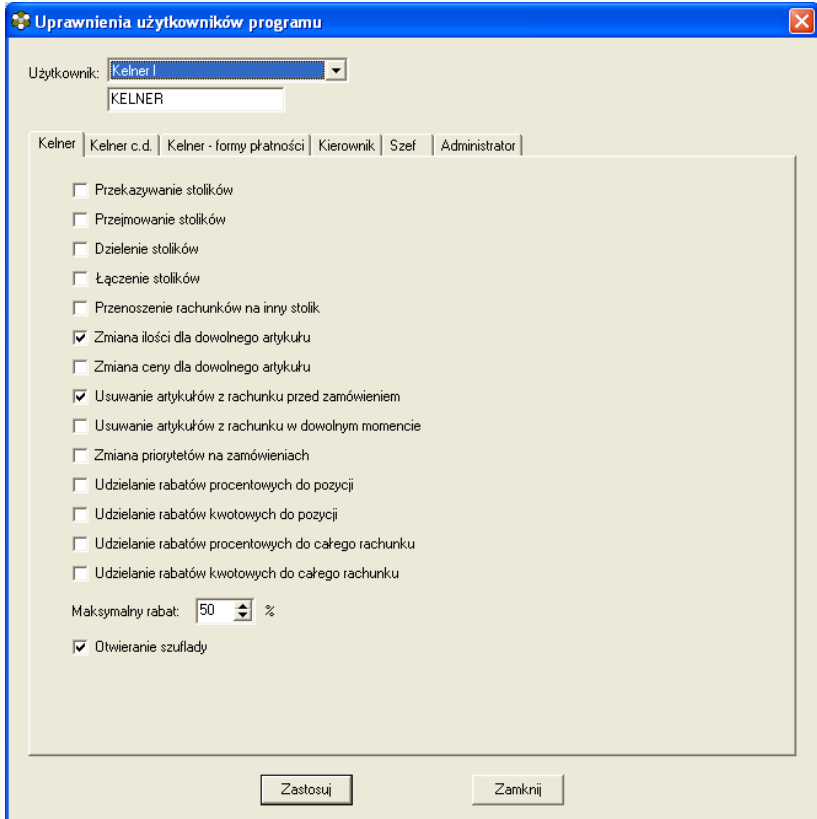 Uprawnienia użytkowników programu
Użytkownik: Kelner I
KELNER
Kelner Kelner c.d. Kelner - formy płatności Kierownik Szef Administrator
Przekazywanie stolików
Przejmowanie stolików
Dzielenie stolików
Łączenie stolików
Przenoszenie rachunków na inny stolik
Zmiana ilości dla dowolnego artykułu
Zmiana ceny dla dowolnego artykułu
Usuwanie artykułów z rachunku przed zamówieniem
Usuwanie artykułów z rachunku w dowolnym momencie
Zmiana priorytetów na zamówieniach
Udzielanie rabatów procentowych do pozycji
Udzielanie rabatów kwotowych do pozycji
Udzielanie rabatów procentowych do całego rachunku
Udzielanie rabatów kwotowych do całego rachunku
Maksymalny rabat: 50 %
Otwieranie szuflady
Zastosuj Zamknij